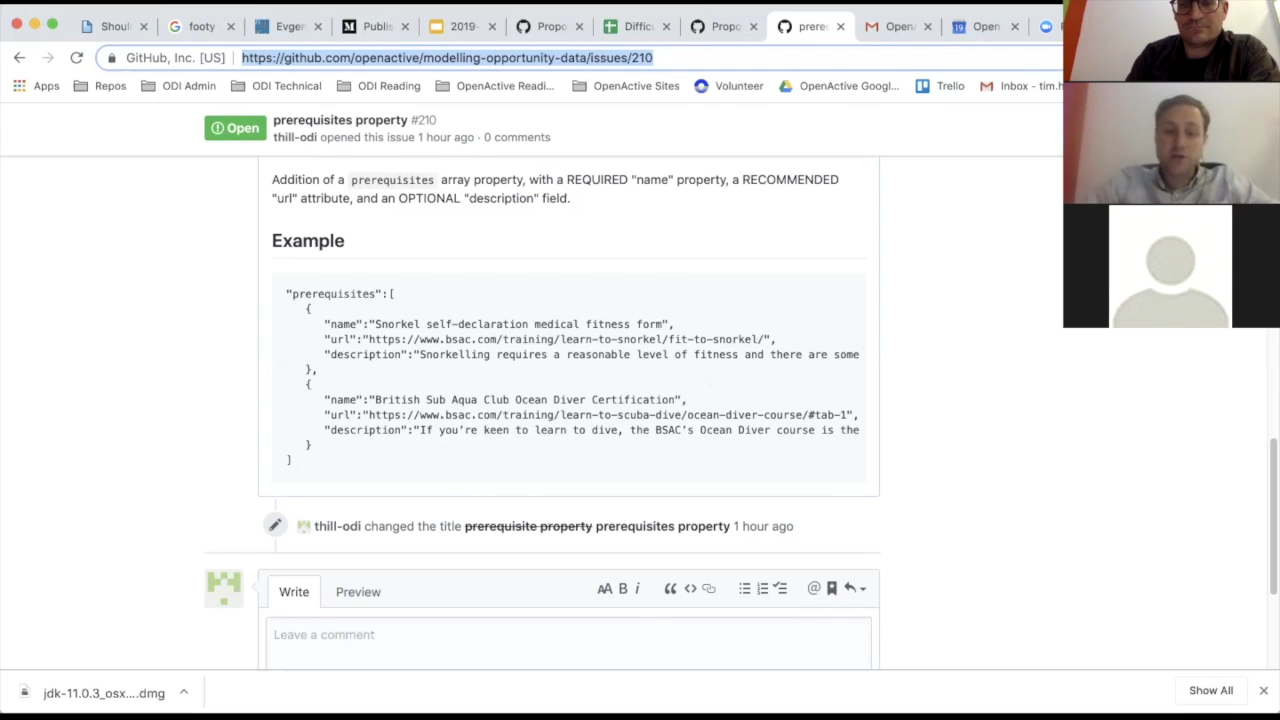 Shoul
footy
Evgen
Publis
2019-
Propo
Difficu
Propo
prere
Open
Open
GitHub, Inc. [US]
https://github.com/openactive/modelling-opportunity-data/issues/210
Apps
Repos
ODI Admin
ODI Technical
ODI Reading
OpenActive Readi...
OpenActive Sites
Volunteer
OpenActive Googl...
Trello
Inbox - tim.h
Open
prerequisites property #210
thill-odi opened this issue 1 hour ago · 0 comments
Addition of a prerequisites array property, with a REQUIRED "name" property, a RECOMMENDED
"url" attribute, and an OPTIONAL "description" field.
Example
"prerequisites":[
{
"name":"Snorkel self-declaration medical fitness form",
"url":"https://www.bsac.com/training/learn-to-snorkel/fit-to-snorkel/",
"description":"Snorkelling requires a reasonable level of fitness and there are some
},
{
"name":"British Sub Aqua Club Ocean Diver Certification",
"url":"https://www.bsac.com/training/learn-to-scuba-dive/ocean-diver-course/#tab-1",
"description":"If you’re keen to learn to dive, the BSAC’s Ocean Diver course is the
}
]
thill-odi changed the title prerequisite property prerequisites property 1 hour ago
Write
Preview
Leave a comment
jdk-11.0.3_osx....dmg
Show All